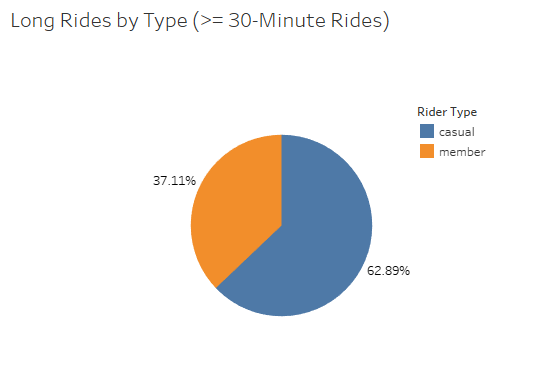 Long Rides by Type (>= 30-Minute Rides)
Rider Type
casual
member
37.11%
62.89%